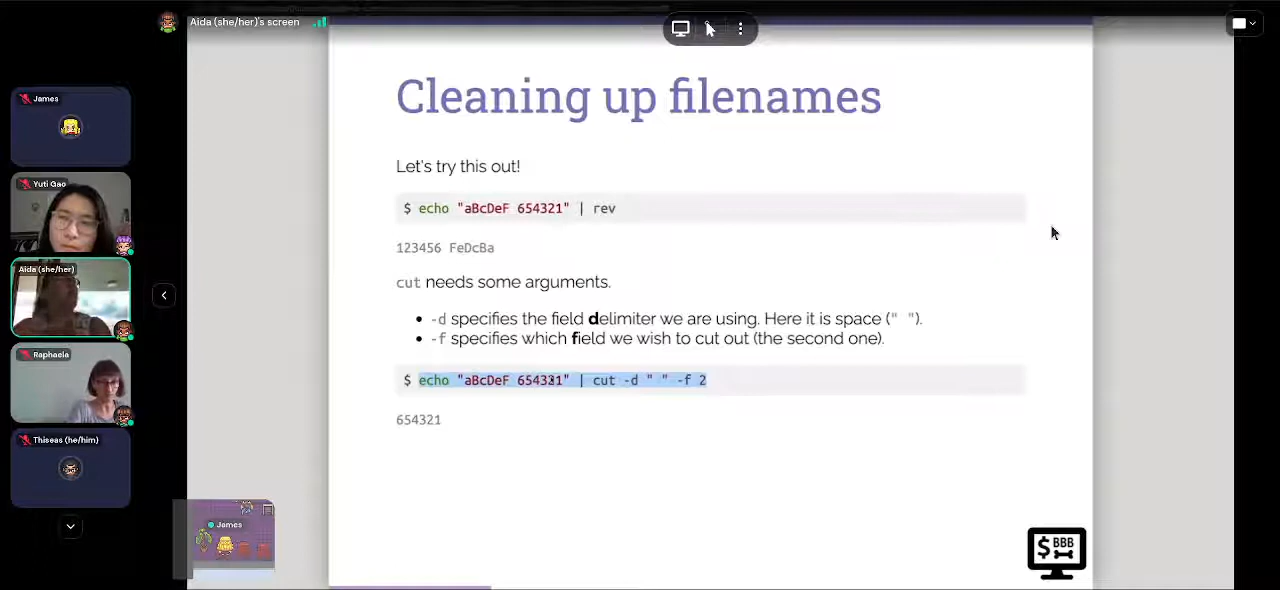 Aida (she/her)'s screen
James
Yuti Gao
Aida (she/her)
Raphaela
Thiseas (he/him)
James
Cleaning up filenames
Let's try this out!
$ echo "aBcDeF 654321" | rev
123456 FeDcBa
cut needs some arguments.
• -d specifies the field delimiter we are using. Here it is space (" ").
• -f specifies which field we wish to cut out (the second one).
$ echo "aBcDeF 654321" | cut -d " " -f 2
654321
$ BBB